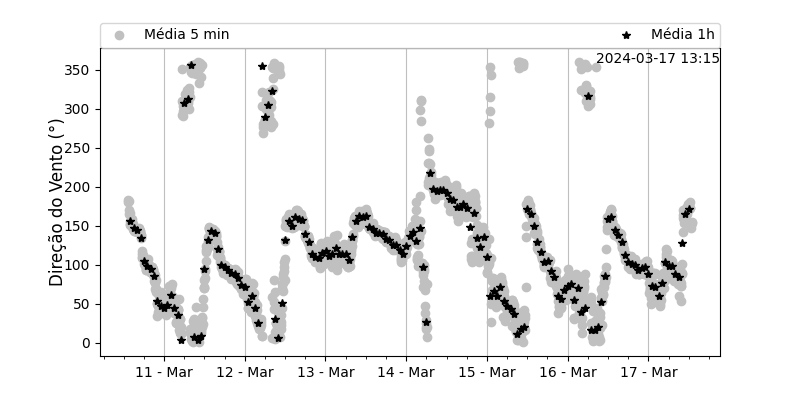 Média 5 min
Média 1h
2024-03-17 13:15
Direção do Vento (°)
350
300
250
200
150
100
50
0
11 - Mar
12 - Mar
13 - Mar
14 - Mar
15 - Mar
16 - Mar
17 - Mar